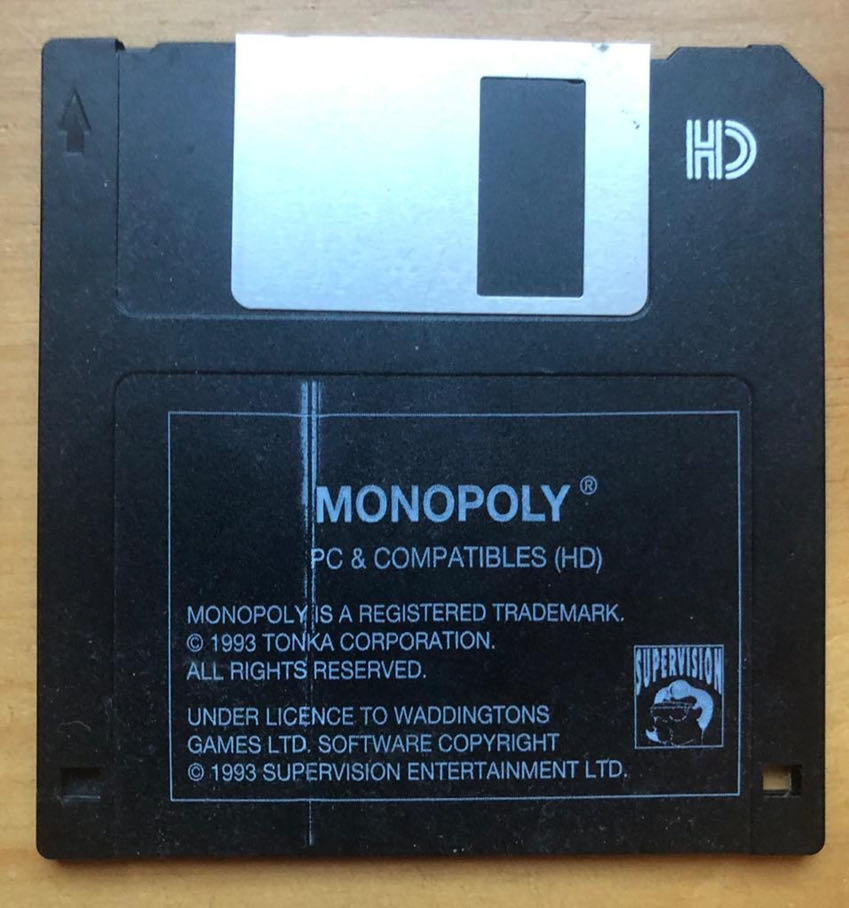 HD
MONOPOLY ®
PC & COMPATIBLES (HD)
MONOPOLY IS A REGISTERED TRADEMARK.
© 1993 TONKA CORPORATION.
ALL RIGHTS RESERVED.
SUPERVISION
UNDER LICENCE TO WADDINGTONS
GAMES LTD. SOFTWARE COPYRIGHT
© 1993 SUPERVISION ENTERTAINMENT LTD.